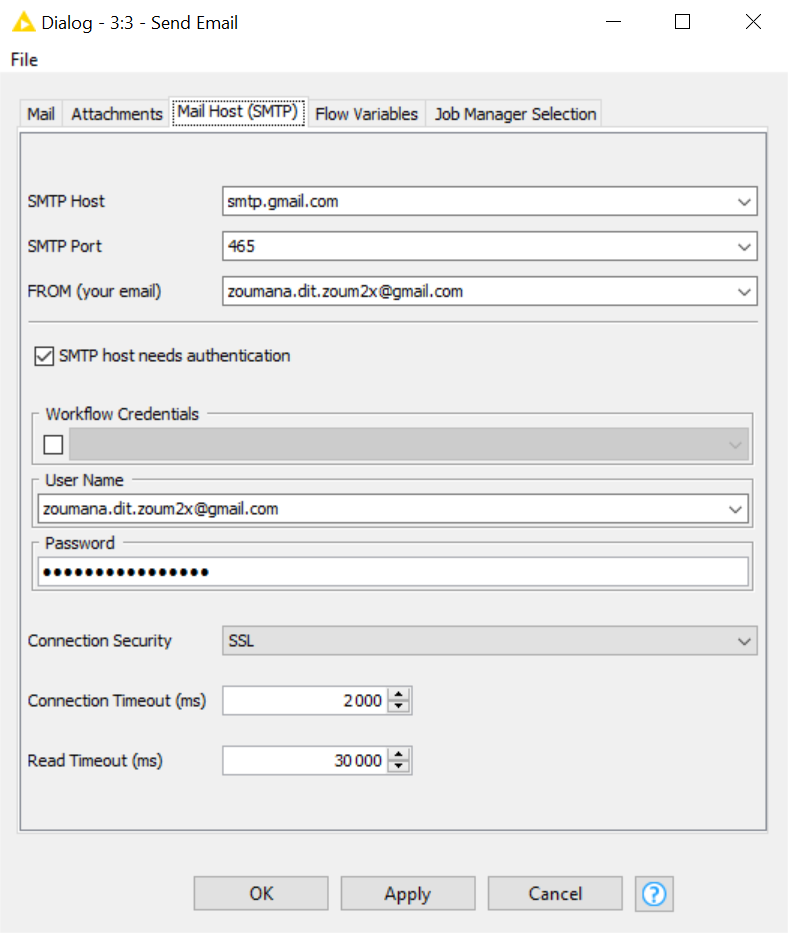 Dialog - 3:3 - Send Email
File
Mail Attachments Mail Host (SMTP) Flow Variables Job Manager Selection
SMTP Host smtp.gmail.com
SMTP Port 465
FROM (your email) zoumana.dit.zoum2x@gmail.com
SMTP host needs authentication
Workflow Credentials
User Name
zoumana.dit.zoum2x@gmail.com
Password
••••••••••••••••
Connection Security SSL
Connection Timeout (ms) 2 000
Read Timeout (ms) 30 000
OK Apply Cancel ?